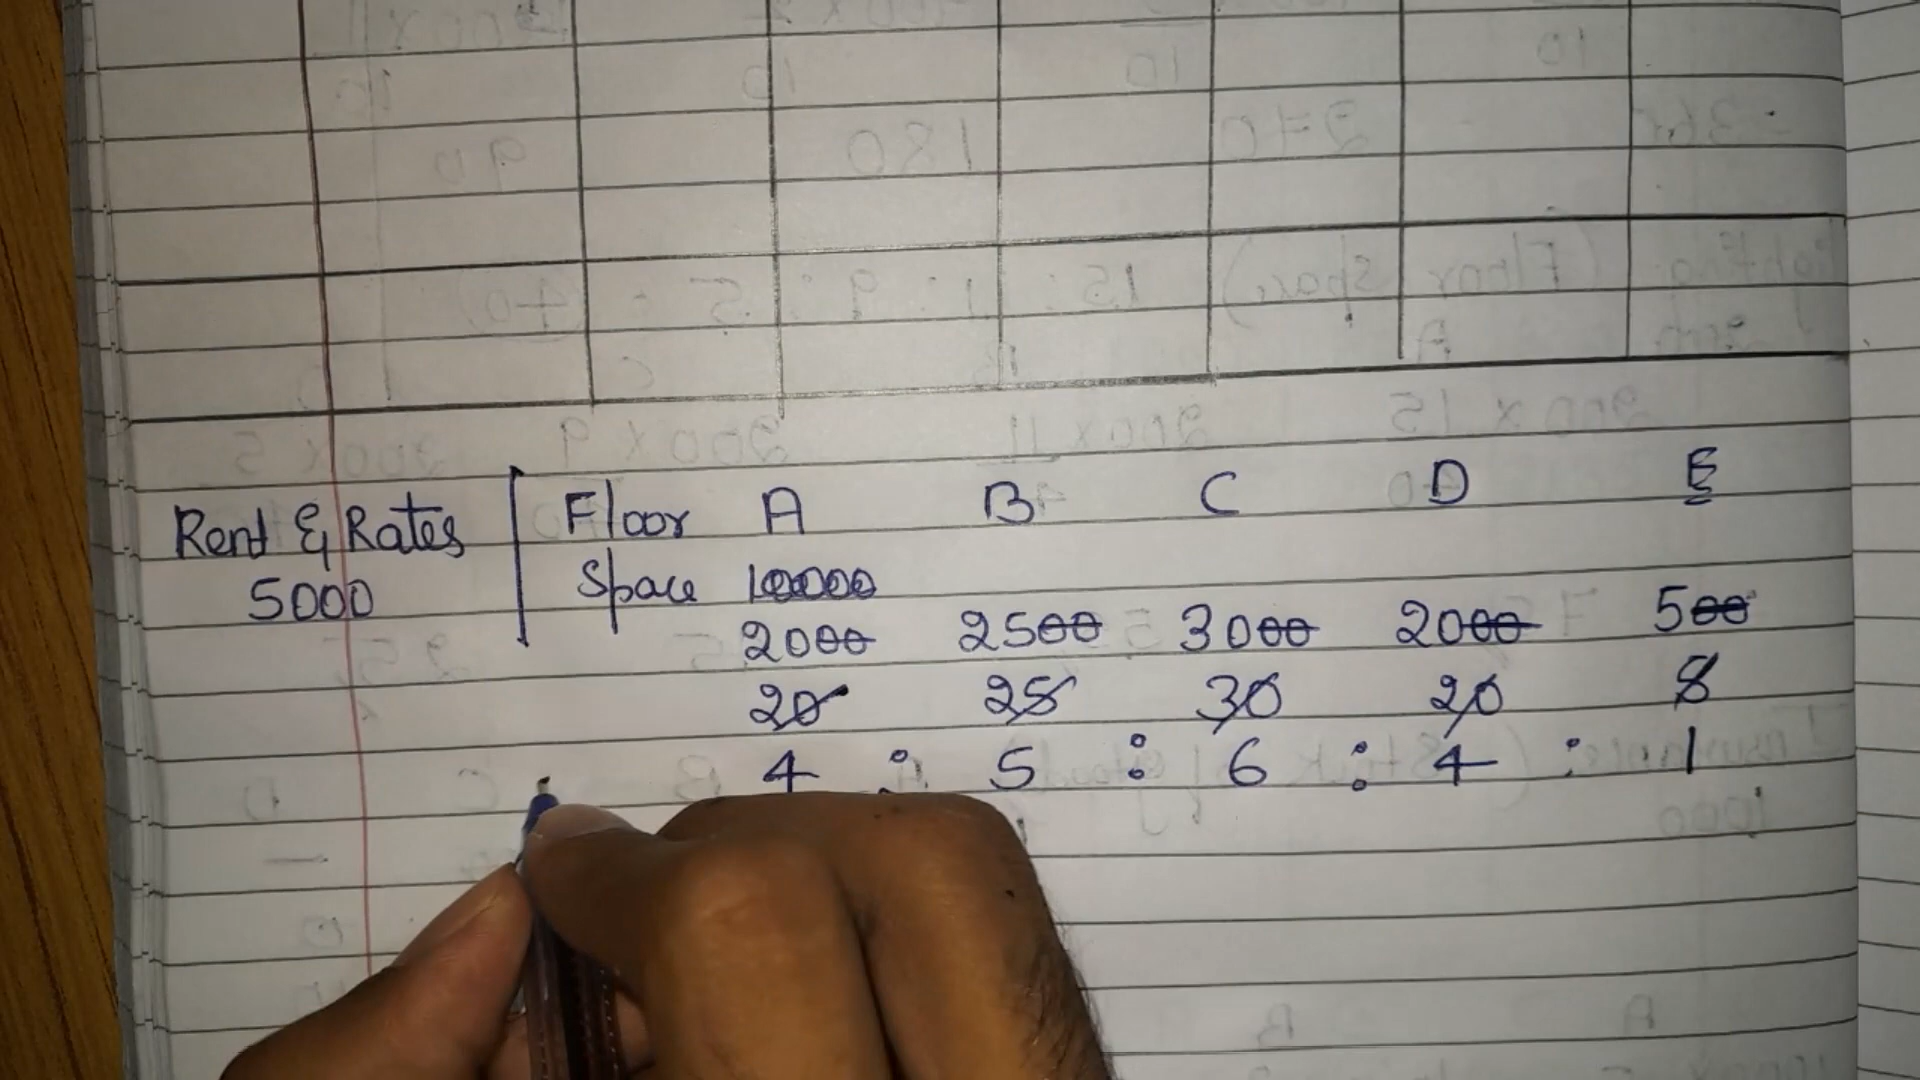 Rent & Rates Floor A B C D E
5000 Space 10000
2000 2500 3000 2000 500
20 25 30 20 5
4 : 5 : 6 : 4 : 1